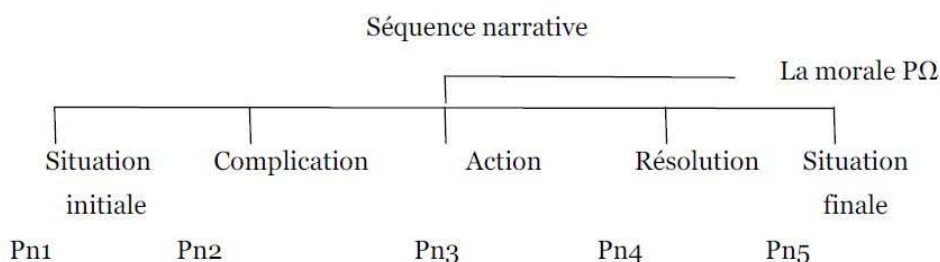 Séquence narrative
La morale PΩ
Situation Complication Action Résolution Situation
initiale finale
Pn1 Pn2 Pn3 Pn4 Pn5